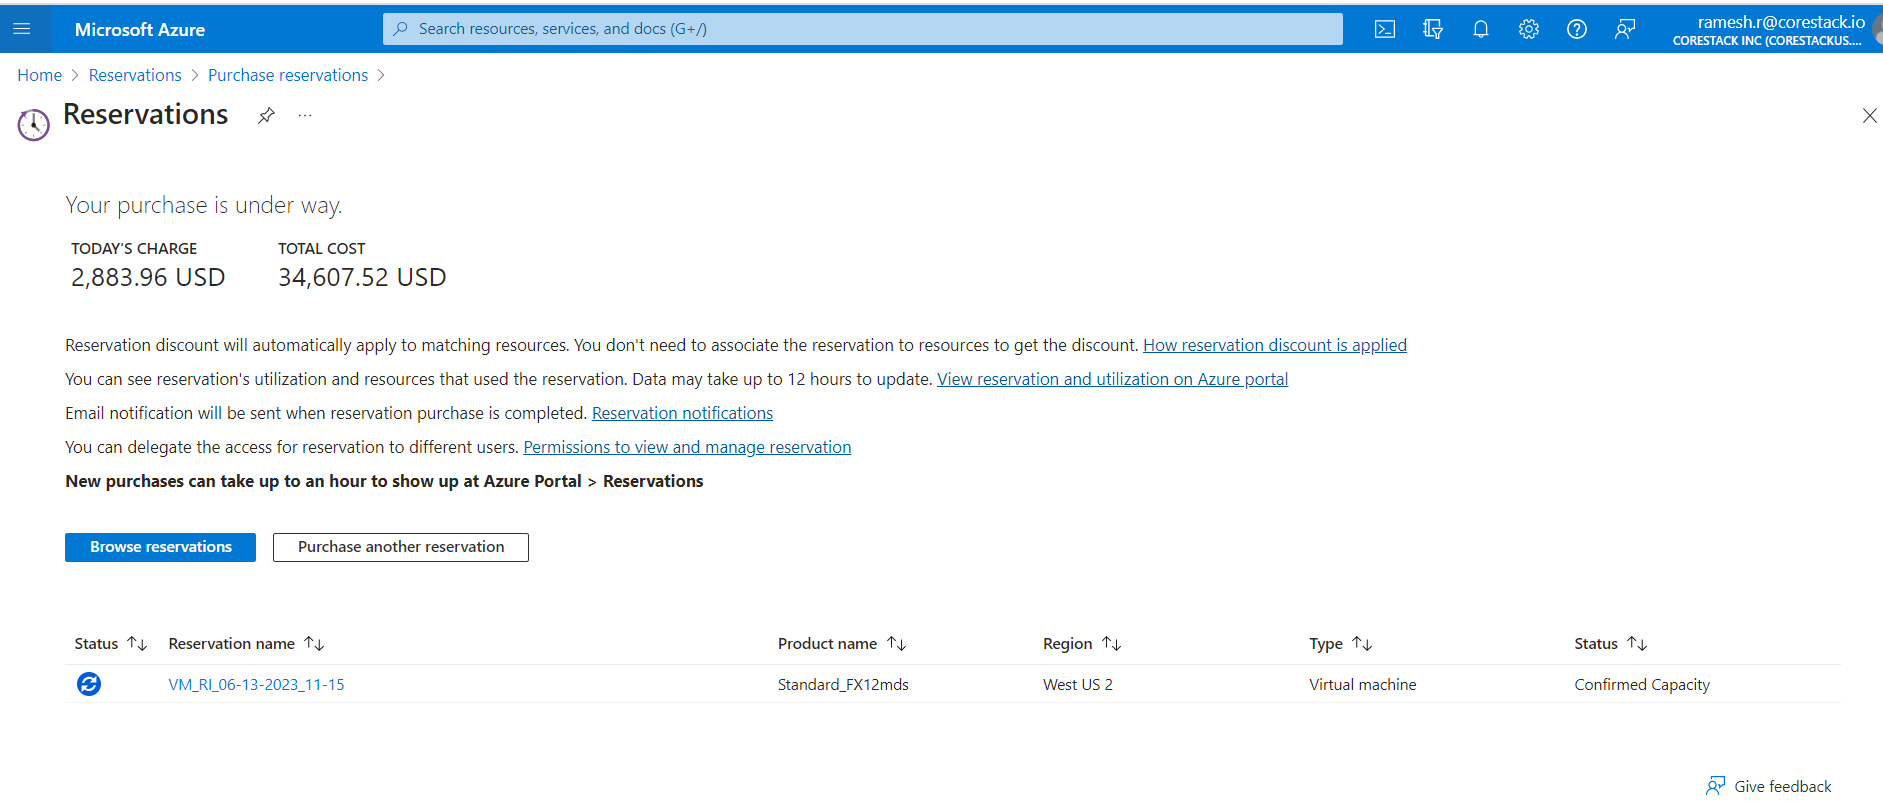 Microsoft Azure
Search resources, services, and docs (G+/)
ramesh.r@corestack.io
CORESTACK INC (CORESTACKUS....
Home > Reservations > Purchase reservations >
Reservations
...
Your purchase is under way.
TODAY'S CHARGE TOTAL COST
2,883.96 USD 34,607.52 USD
Reservation discount will automatically apply to matching resources. You don't need to associate the reservation to resources to get the discount. How reservation discount is applied
You can see reservation's utilization and resources that used the reservation. Data may take up to 12 hours to update. View reservation and utilization on Azure portal
Email notification will be sent when reservation purchase is completed. Reservation notifications
You can delegate the access for reservation to different users. Permissions to view and manage reservation
New purchases can take up to an hour to show up at Azure Portal > Reservations
Browse reservations Purchase another reservation
Status ↑↓ Reservation name ↑↓ Product name ↑↓ Region ↑↓ Type ↑↓ Status ↑↓
VM_RI_06-13-2023_11-15 Standard_FX12mds West US 2 Virtual machine Confirmed Capacity
Give feedback